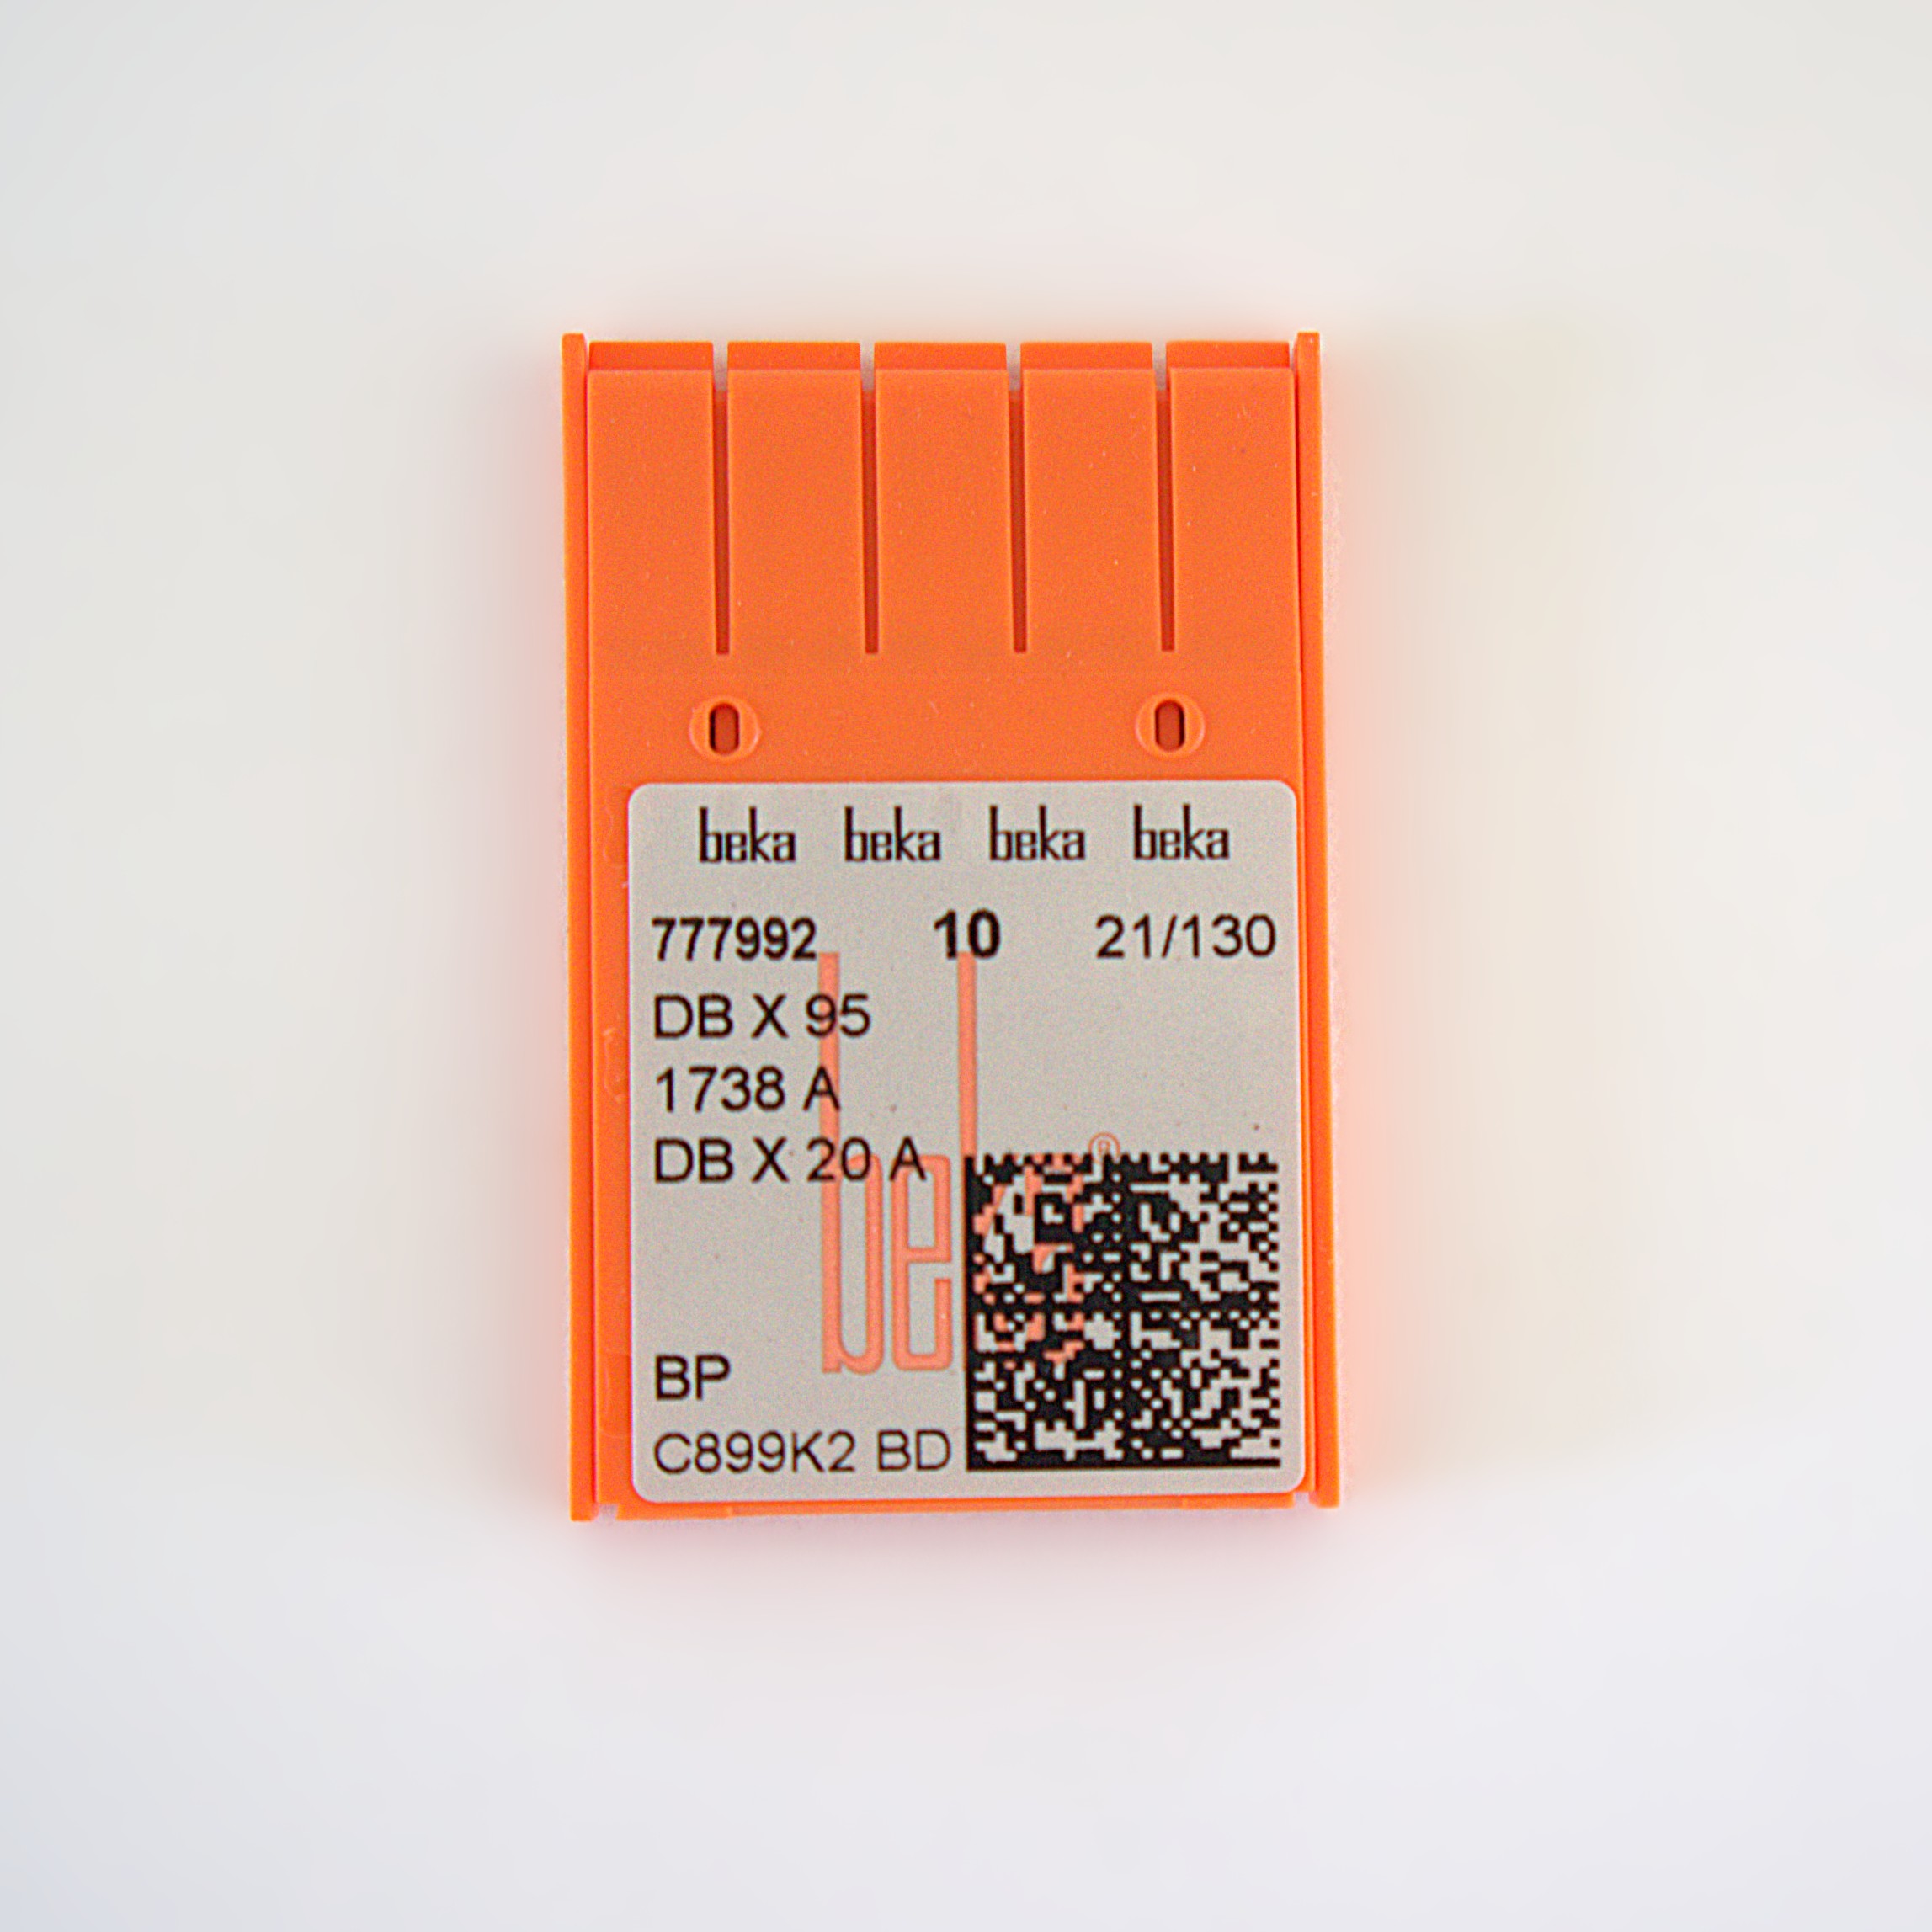 beka beka beka beka
777992 10 21/130
DB X 95
1738 A
DB X 20 A
®
BP
C899K2 BD